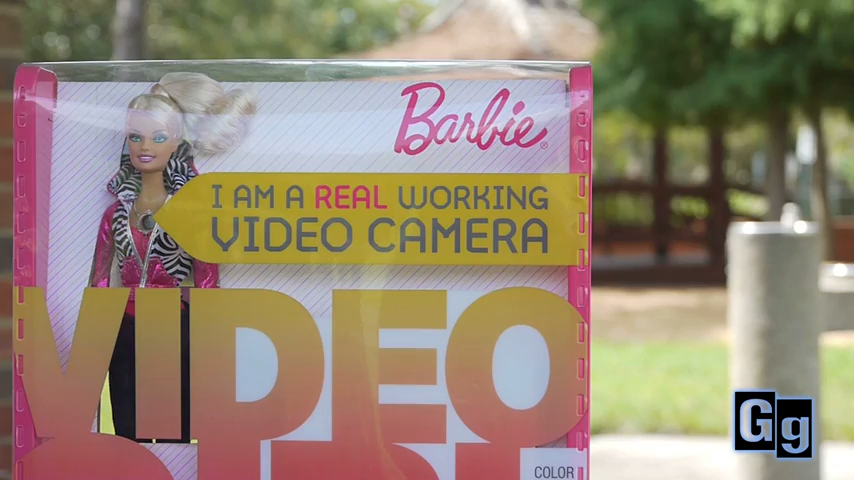 Barbie
I AM A REAL WORKING
VIDEO CAMERA
VIDEO
COLOR
Gg